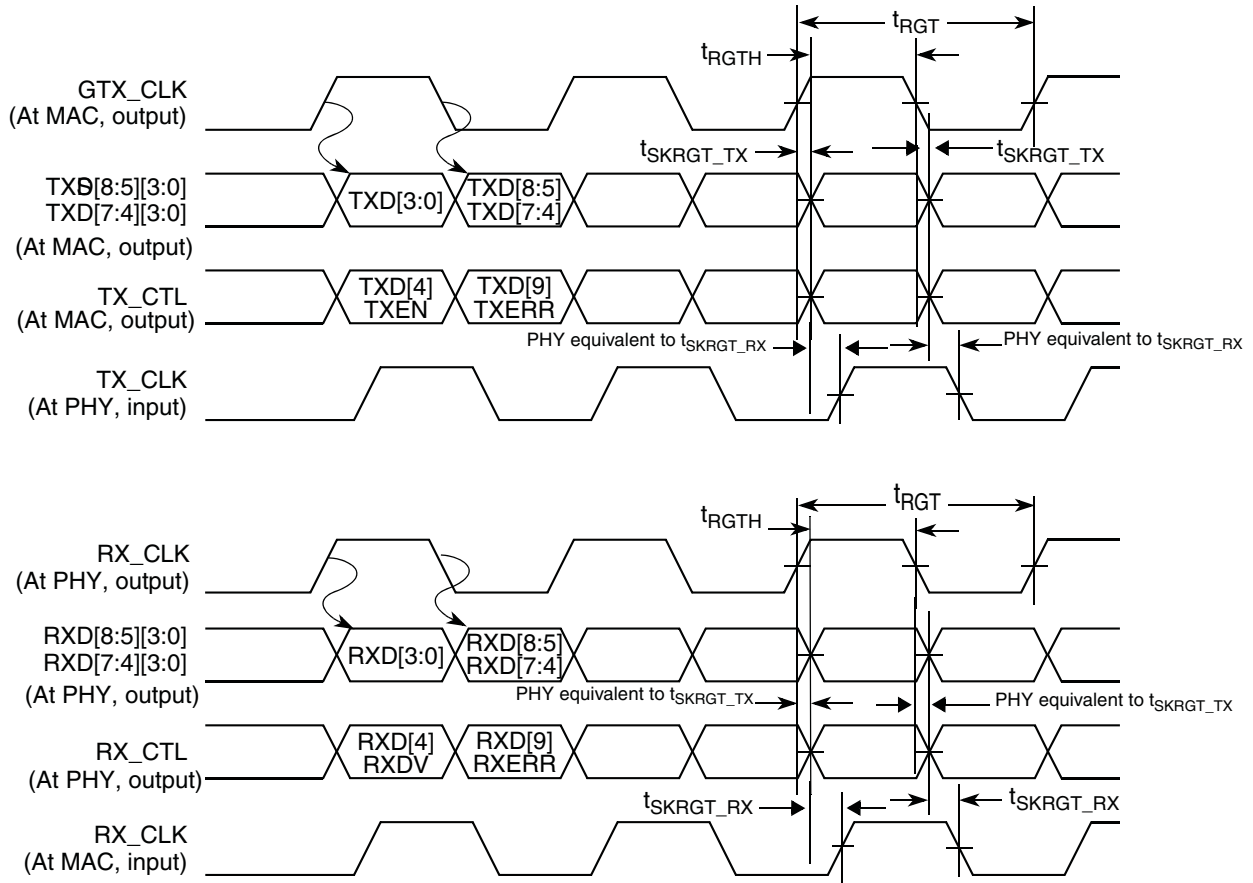 tRGT
tRGTH
GTX_CLK
(At MAC, output)
tSKRGT_TX
tSKRGT_TX
TXD[8:5][3:0]
TXD[7:4][3:0]
(At MAC, output)
TXD[3:0]
TXD[8:5]
TXD[7:4]
TX_CTL
(At MAC, output)
TXD[4]
TXEN
TXD[9]
TXERR
PHY equivalent to tSKRGT_RX
PHY equivalent to tSKRGT_RX
TX_CLK
(At PHY, input)
tRGT
tRGTH
RX_CLK
(At PHY, output)
RXD[8:5][3:0]
RXD[7:4][3:0]
(At PHY, output)
RXD[3:0]
RXD[8:5]
RXD[7:4]
PHY equivalent to tSKRGT_TX
PHY equivalent to tSKRGT_TX
RX_CTL
(At PHY, output)
RXD[4]
RXDV
RXD[9]
RXERR
tSKRGT_RX
tSKRGT_RX
RX_CLK
(At MAC, input)